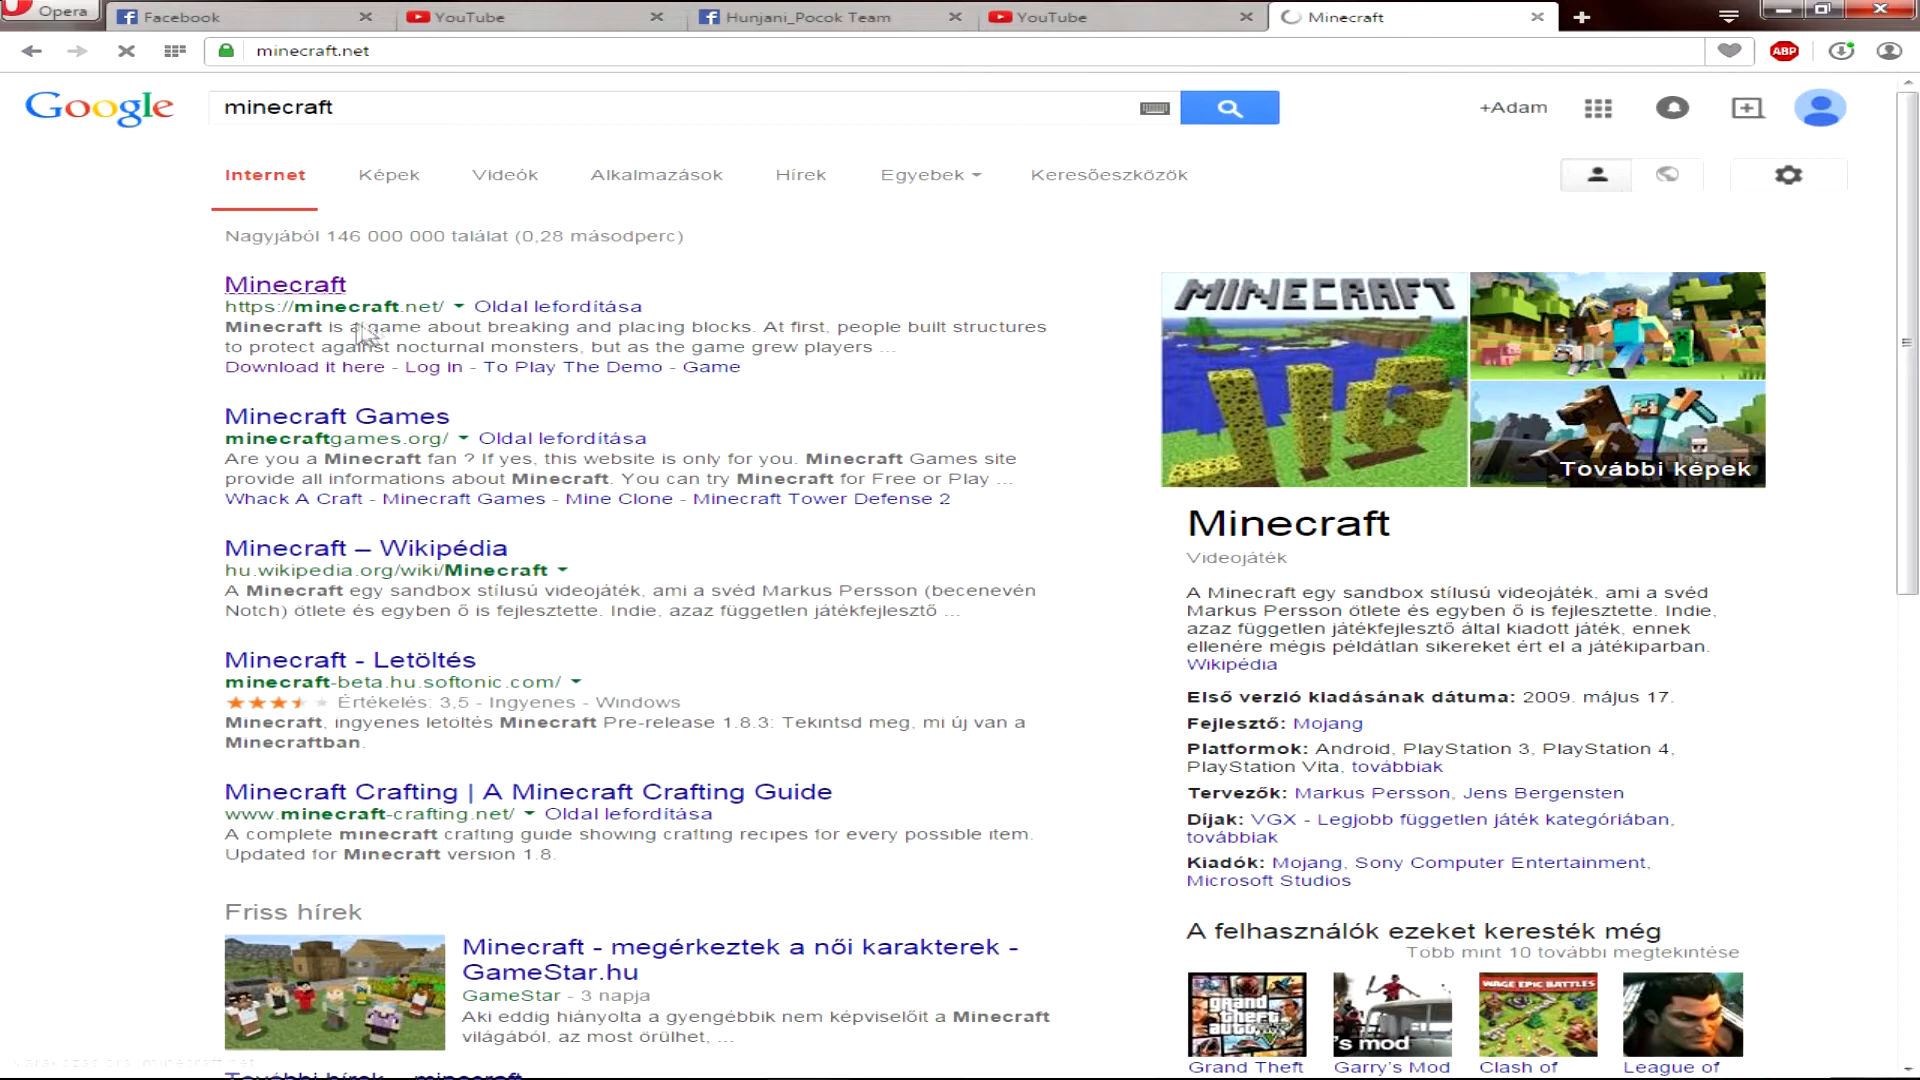 Opera
Facebook
YouTube
Hunjani_Pocok Team
YouTube
Minecraft
minecraft.net
ABP
Google
minecraft
+Adam
Internet
Képek
Videók
Alkalmazások
Hírek
Egyebek
Keresőeszközök
Nagyjából 146 000 000 találat (0,28 másodperc)
Minecraft
https://minecraft.net/ Oldal lefordítása
Minecraft is a game about breaking and placing blocks. At first, people built structures
to protect against nocturnal monsters, but as the game grew players ...
Download it here - Log In - To Play The Demo - Game
Minecraft Games
minecraftgames.org/ Oldal lefordítása
Are you a Minecraft fan ? If yes, this website is only for you. Minecraft Games site
provide all informations about Minecraft. You can try Minecraft for Free or Play ...
Whack A Craft - Minecraft Games - Mine Clone - Minecraft Tower Defense 2
Minecraft – Wikipédia
hu.wikipedia.org/wiki/Minecraft
A Minecraft egy sandbox stílusú videojáték, ami a svéd Markus Persson (becenevén
Notch) ötlete és egyben ő is fejlesztette. Indie, azaz független játékfejlesztő ...
Minecraft - Letöltés
minecraft-beta.hu.softonic.com/
Értékelés: 3,5 - Ingyenes - Windows
Minecraft, ingyenes letöltés Minecraft Pre-release 1.8.3: Tekintsd meg, mi új van a
Minecraftban.
Minecraft Crafting | A Minecraft Crafting Guide
www.minecraft-crafting.net/ Oldal lefordítása
A complete minecraft crafting guide showing crafting recipes for every possible item.
Updated for Minecraft version 1.8.
Friss hírek
Minecraft - megérkeztek a női karakterek -
GameStar.hu
GameStar - 3 napja
Aki eddig hiányolta a gyengébbik nem képviselőit a Minecraft
világából, az most örülhet, ...
További hírek – minecraft
MINECRAFT
További képek
Minecraft
Videojáték
A Minecraft egy sandbox stílusú videojáték, ami a svéd
Markus Persson ötlete és egyben ő is fejlesztette. Indie,
azaz független játékfejlesztő által kiadott játék, ennek
ellenére mégis példátlan sikereket ért el a játékiparban.
Wikipédia
Első verzió kiadásának dátuma: 2009. május 17.
Fejlesztő: Mojang
Platformok: Android, PlayStation 3, PlayStation 4,
PlayStation Vita, továbbiak
Tervezők: Markus Persson, Jens Bergensten
Díjak: VGX - Legjobb független játék kategóriában,
továbbiak
Kiadók: Mojang, Sony Computer Entertainment,
Microsoft Studios
A felhasználók ezeket keresték még
Több mint 10 további megtekintése
grand
theft
auto V
's mod
WAGE EPIC BATTLES
Grand Theft
Garry's Mod
Clash of
League of